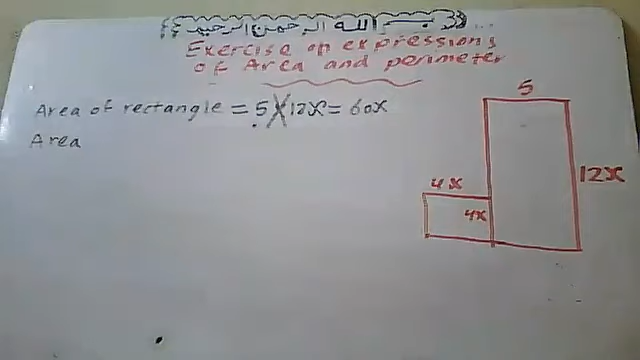 بسم الله الرحمن الرحيم
Exercise on expressions
of Area and perimeter
Area of rectangle = 5 X 12x = 60x
Area
5
12x
4x
4x